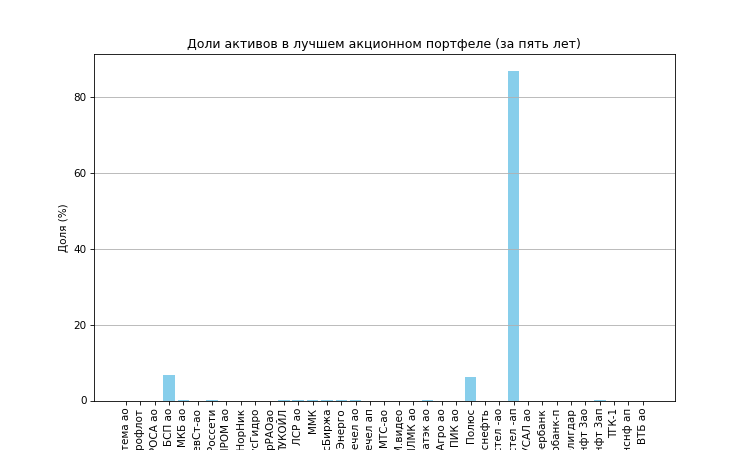 Доли активов в лучшем акционном портфеле (за пять лет)
Доля (%)
80
60
40
20
0
тема ао
рофлот
РОСА ао
БСП ао
МКБ ао
евСт-ао
Россети
ПРОМ ао
НорНик
сГидро
рРАОао
ЛУКОЙЛ
ЛСР ао
ММК
сБиржа
Энерго
ечел ао
ечел ап
МТС-ао
М.видео
ЛМК ао
атэк ао
Агро ао
ПИК ао
Полюс
снефть
стел -ао
стел -ап
УСАЛ ао
ербанк
рбанк-п
лигдар
нфт 3ао
нфт 3ап
ТГК-1
нснф ап
ВТБ ао